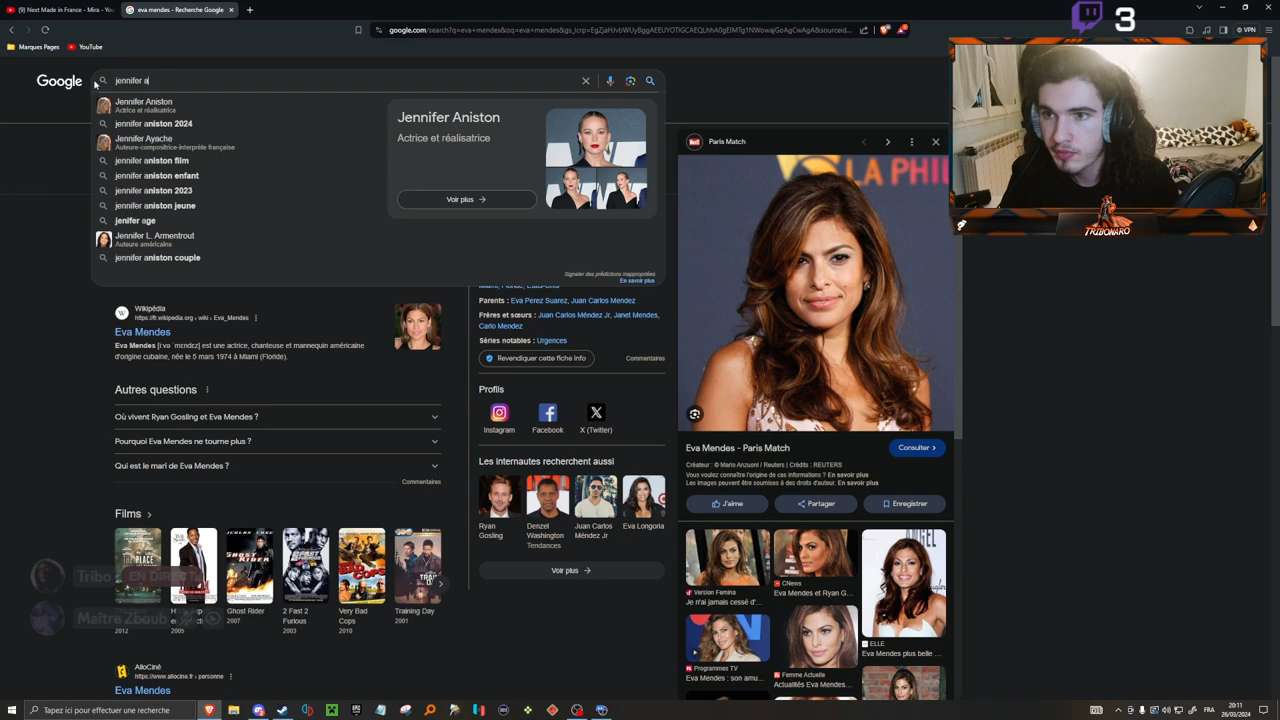 (5) Next Made in France - Mira - You
eva mendes - Recherche Google
google.com/search?q=eva+mendes&oq=eva+mendes&gs_lcrp=
VPN
Marques Pages
YouTube
3
TRIBONARO
Google
jennifer a
Jennifer Aniston
Actrice et réalisatrice
jennifer aniston 2024
Jennifer Ayache
Auteure-compositrice-interprète française
jennifer aniston film
jennifer aniston enfant
jennifer aniston 2023
jennifer aniston jeune
jenifer age
Jennifer L. Armentrout
Auteure américaine
jennifer aniston couple
Jennifer Aniston
Actrice et réalisatrice
Voir plus
Signaler des prédictions inappropriées
En savoir plus
Parents : Eva Perez Suarez, Juan Carlos Mendez
Frères et sœurs : Juan Carlos Méndez Jr, Janet Mendes,
Carlo Mendez
Séries notables : Urgences
Revendiquer cette fiche info
Commentaires
Profils
Instagram
Facebook
X (Twitter)
Les internautes recherchent aussi
Ryan
Gosling
Denzel
Washington
Tendances
Juan Carlos
Méndez Jr
Eva Longoria
Voir plus
Wikipédia
https://fr.wikipedia.org › wiki › Eva_Mendes
Eva Mendes
Eva Mendes [iːvə ˈmɛndɛz] est une actrice, chanteuse et mannequin américaine
d'origine cubaine, née le 5 mars 1974 à Miami (Floride).
Autres questions
Où vivent Ryan Gosling et Eva Mendes ?
Pourquoi Eva Mendes ne tourne plus ?
Qui est le mari de Eva Mendes ?
Commentaires
Films
Tribo
EN DIRECT
Maître Zboub
2012
2005
Ghost Rider
2007
2 Fast 2
Furious
2003
Very Bad
Cops
2010
Training Day
2001
AlloCiné
https://www.allocine.fr › personne
Eva Mendes
Paris Match
LA PHIL
Eva Mendes - Paris Match
Consulter
Créateur : © Mario Anzuoni / Reuters | Crédits : REUTERS
Vous voulez connaître l'origine de ces informations ? En savoir plus
Les images peuvent être soumises à des droits d'auteur. En savoir plus
J'aime
Partager
Enregistrer
Version Femina
Je n'ai jamais cessé d'...
CNews
Eva Mendes et Ryan G...
ELLE
Eva Mendes plus belle ...
Programmes TV
Eva Mendes : son amu...
Femme Actuelle
Actualités Eva Mendes...
Tapez ici pour effectuer une recherche
FRA
20:11
26/03/2024